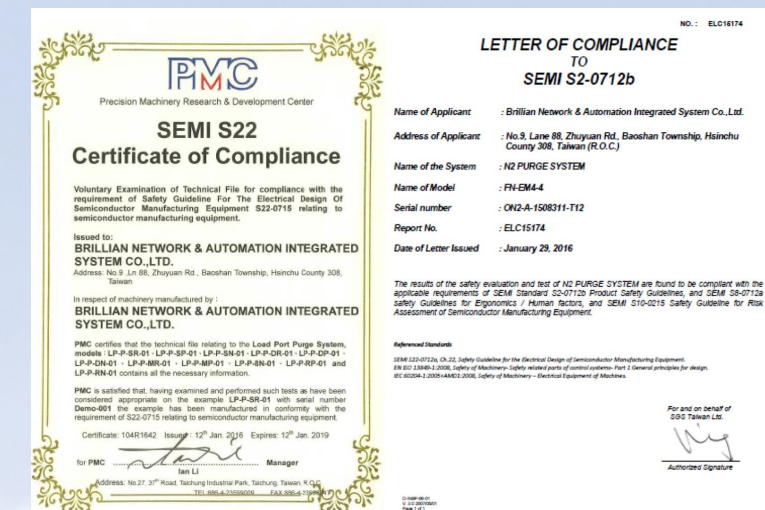 PMC
Precision Machinery Research & Development Center
SEMI S22
Certificate of Compliance
Voluntary Examination of Technical File for compliance with the
requirement of Safety Guideline For The Electrical Design Of
Semiconductor Manufacturing Equipment S22-0715 relating to
semiconductor manufacturing equipment.
Issued to:
BRILLIAN NETWORK & AUTOMATION INTEGRATED
SYSTEM CO.,LTD.
Address: No.9 ,Ln 88, Zhuyuan Rd., Baoshan Township, Hsinchu County 308,
Taiwan
In respect of machinery manufactured by :
BRILLIAN NETWORK & AUTOMATION INTEGRATED
SYSTEM CO.,LTD.
PMC certifies that the technical file relating to the Load Port Purge System,
models : LP-P-SR-01、LP-P-SP-01、LP-P-SN-01、LP-P-DR-01、LP-P-DP-01、
LP-P-DN-01、LP-P-MR-01、LP-P-MP-01、LP-P-8N-01、LP-P-RP-01 and
LP-P-RN-01 contains all the necessary information.
PMC is satisfied that, having examined and performed such tests as have been
considered appropriate on the example LP-P-SR-01 with serial number
Demo-001 the example has been manufactured in conformity with the
requirement of S22-0715 relating to semiconductor manufacturing equipment.
Certificate: 104R1642 Issued: 12th Jan. 2016 Expires: 12th Jan. 2019
for PMC Manager
Ian Li
Address: No.27, 37th Road, Taichung Industrial Park, Taichung, Taiwan, R.O.C.
TEL:886-4-23599009 FAX:886-4-
NO. : ELC15174
LETTER OF COMPLIANCE
TO
SEMI S2-0712b
Name of Applicant : Brillian Network & Automation Integrated System Co.,Ltd.
Address of Applicant : No.9, Lane 88, Zhuyuan Rd., Baoshan Township, Hsinchu
County 308, Taiwan (R.O.C.)
Name of the System : N2 PURGE SYSTEM
Name of Model : FN-EM4-4
Serial number : ON2-A-1508311-T12
Report No. : ELC15174
Date of Letter Issued : January 29, 2016
The results of the safety evaluation and test of N2 PURGE SYSTEM are found to be compliant with the
applicable requirements of SEMI Standard S2-0712b Product Safety Guidelines, and SEMI S8-0712a
safety Guidelines for Ergonomics / Human factors, and SEMI S10-0215 Safety Guideline for Risk
Assessment of Semiconductor Manufacturing Equipment.
Referenced Standards
SEMI S22-0712a, Ch.22, Safety Guideline for the Electrical Design of Semiconductor Manufacturing Equipment.
EN ISO 13849-1:2008, Safety of Machinery- Safety related parts of control systems- Part 1 General principles for design.
IEC 60204-1:2005+AMD1:2008, Safety of Machinery – Electrical Equipment of Machines.
For and on behalf of
SGS Taiwan Ltd.
Authorized Signature
Page 1 of 1